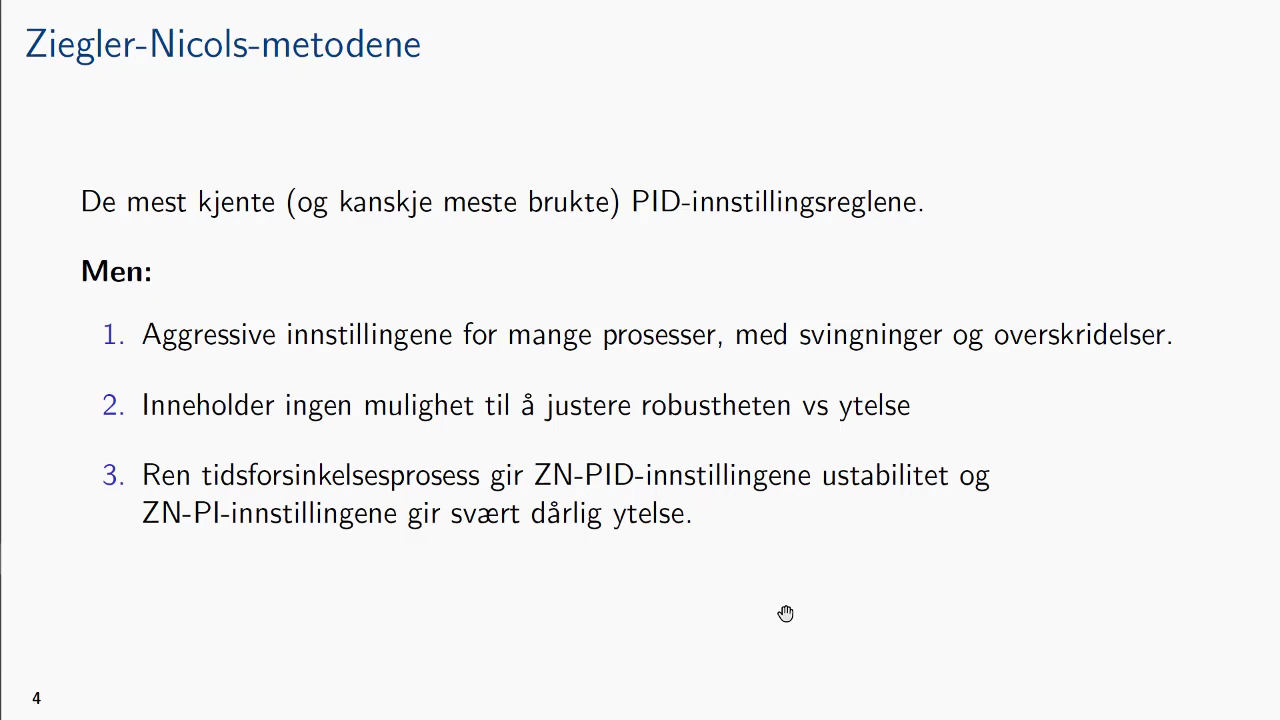 Ziegler-Nicols-metodene
De mest kjente (og kanskje meste brukte) PID-innstillingsreglene.
Men:
1. Aggressive innstillingene for mange prosesser, med svingninger og overskridelser.
2. Inneholder ingen mulighet til å justere robustheten vs ytelse
3. Ren tidsforsinkelsesprosess gir ZN-PID-innstillingene ustabilitet og
ZN-PI-innstillingene gir svært dårlig ytelse.
4